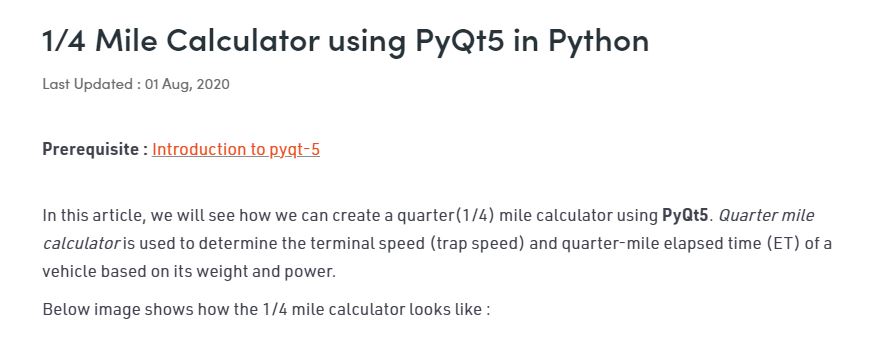 1/4 Mile Calculator using PyQt5 in Python
Last Updated : 01 Aug, 2020
Prerequisite : Introduction to pyqt-5
In this article, we will see how we can create a quarter(1/4) mile calculator using PyQt5. Quarter mile
calculator is used to determine the terminal speed (trap speed) and quarter-mile elapsed time (ET) of a
vehicle based on its weight and power.
Below image shows how the 1/4 mile calculator looks like :